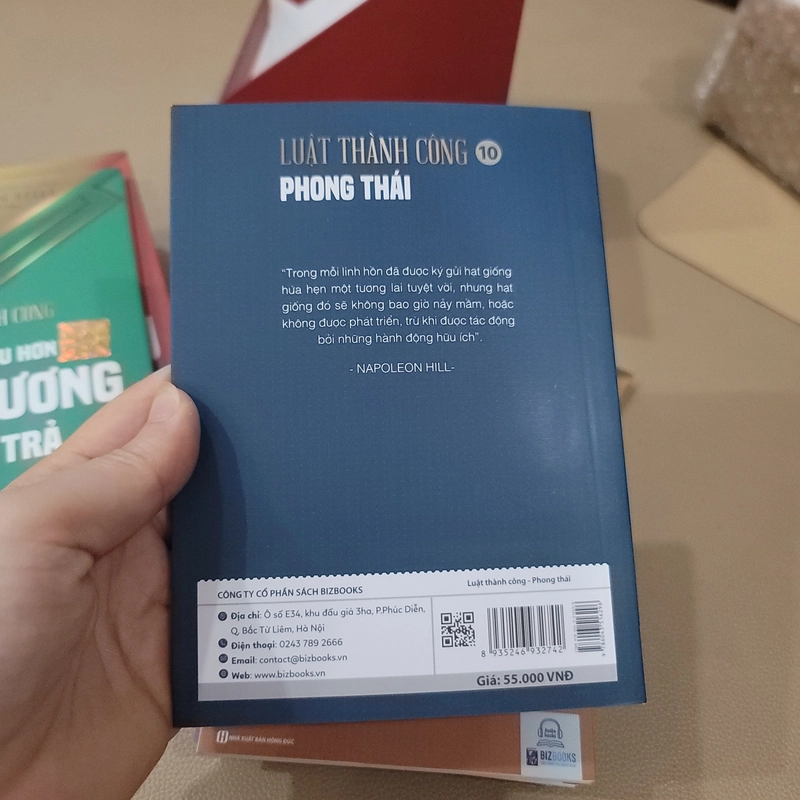 LUẬT THÀNH CÔNG 10
PHONG THÁI
"Trong mỗi linh hồn đã được ký gửi hạt giống
hứa hẹn một tương lai tuyệt vời, nhưng hạt
giống đó sẽ không bao giờ nảy mầm, hoặc
không được phát triển, trừ khi được tác động
bởi những hành động hữu ích".
- NAPOLEON HILL-
CÔNG TY CỔ PHẦN SÁCH BIZBOOKS
Địa chỉ: Ô số E34, khu đấu giá 3ha, P.Phúc Diễn,
Q. Bắc Từ Liêm, Hà Nội
Điện thoại: 0243 789 2666
Email: contact@bizbooks.vn
Web: www.bizbooks.vn
Luật thành công - Phong thái
8 935246 932742
Giá: 55.000 VNĐ
H CÔNG
U HƠN
ƯƠNG
TRẢ
NHÀ XUẤT BẢN HỒNG ĐỨC
BIZBOOKS